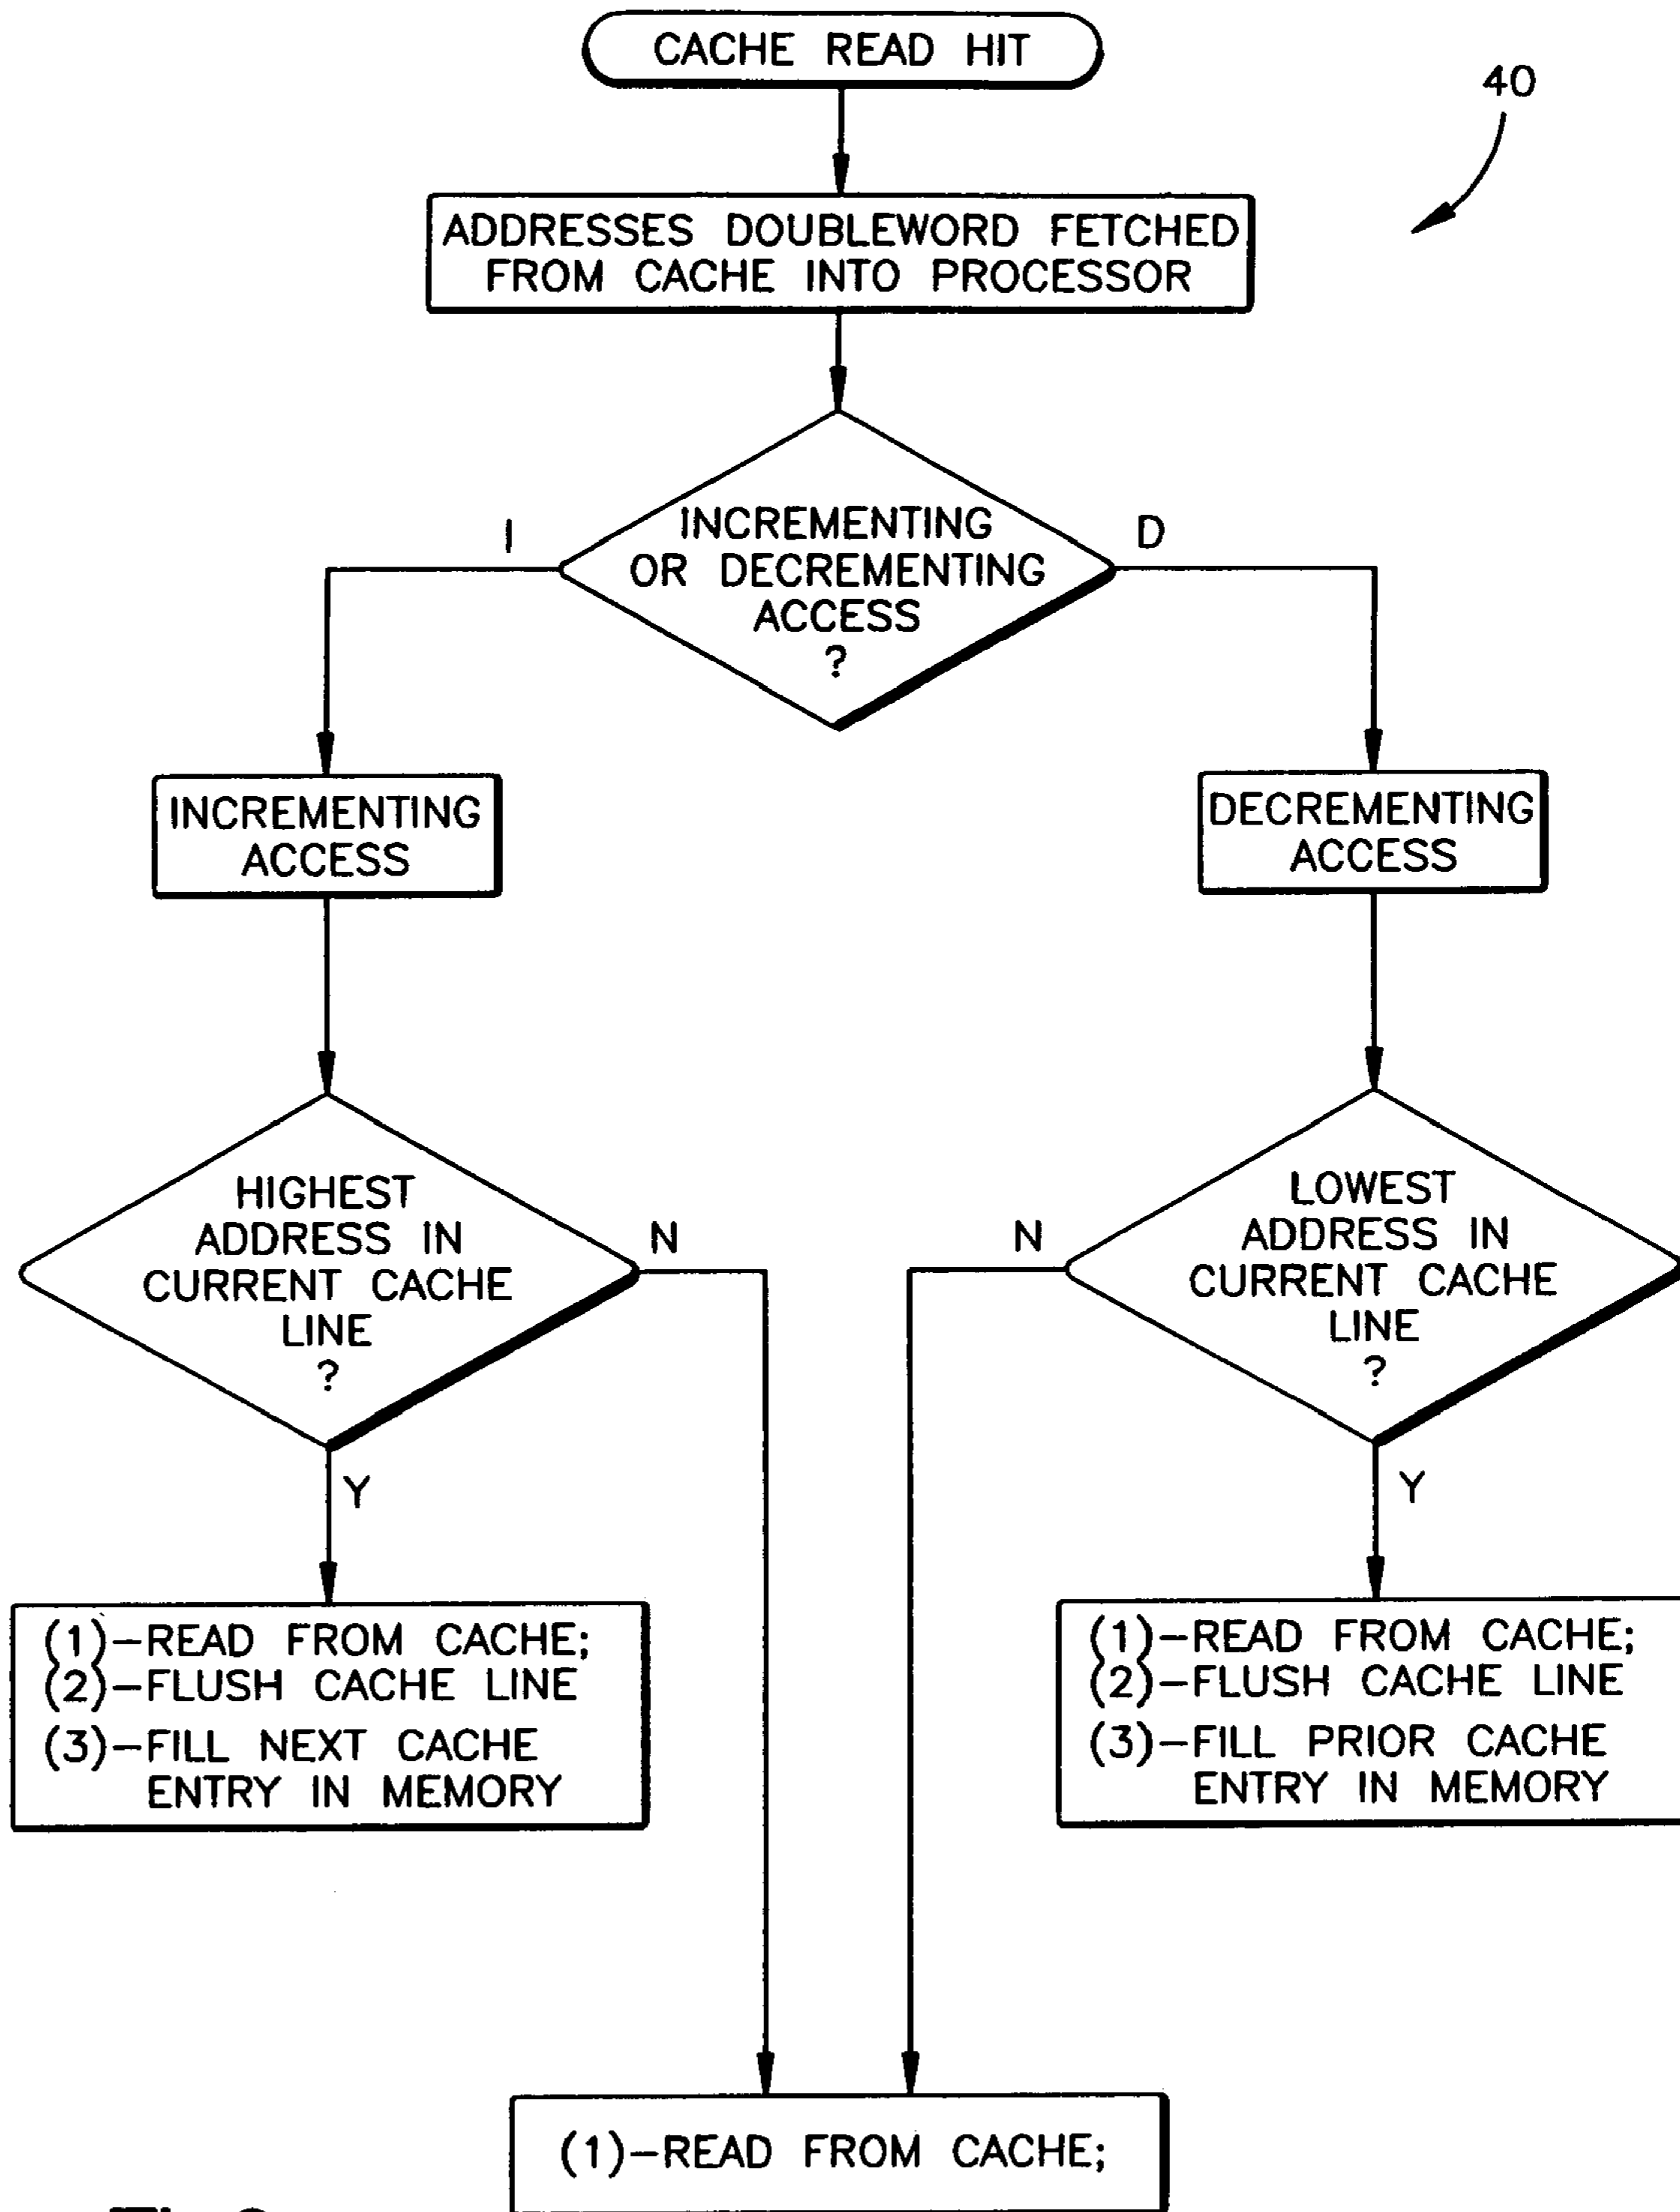 CACHE READ HIT
40
ADDRESSES DOUBLEWORD FETCHED
FROM CACHE INTO PROCESSOR
INCREMENTING
OR DECREMENTING
ACCESS
?
I
D
INCREMENTING
ACCESS
DECREMENTING
ACCESS
HIGHEST
ADDRESS IN
CURRENT CACHE
LINE
?
N
Y
LOWEST
ADDRESS IN
CURRENT CACHE
LINE
?
N
Y
(1)–READ FROM CACHE;
(2)–FLUSH CACHE LINE
(3)–FILL NEXT CACHE
ENTRY IN MEMORY
(1)–READ FROM CACHE;
(2)–FLUSH CACHE LINE
(3)–FILL PRIOR CACHE
ENTRY IN MEMORY
(1)–READ FROM CACHE;